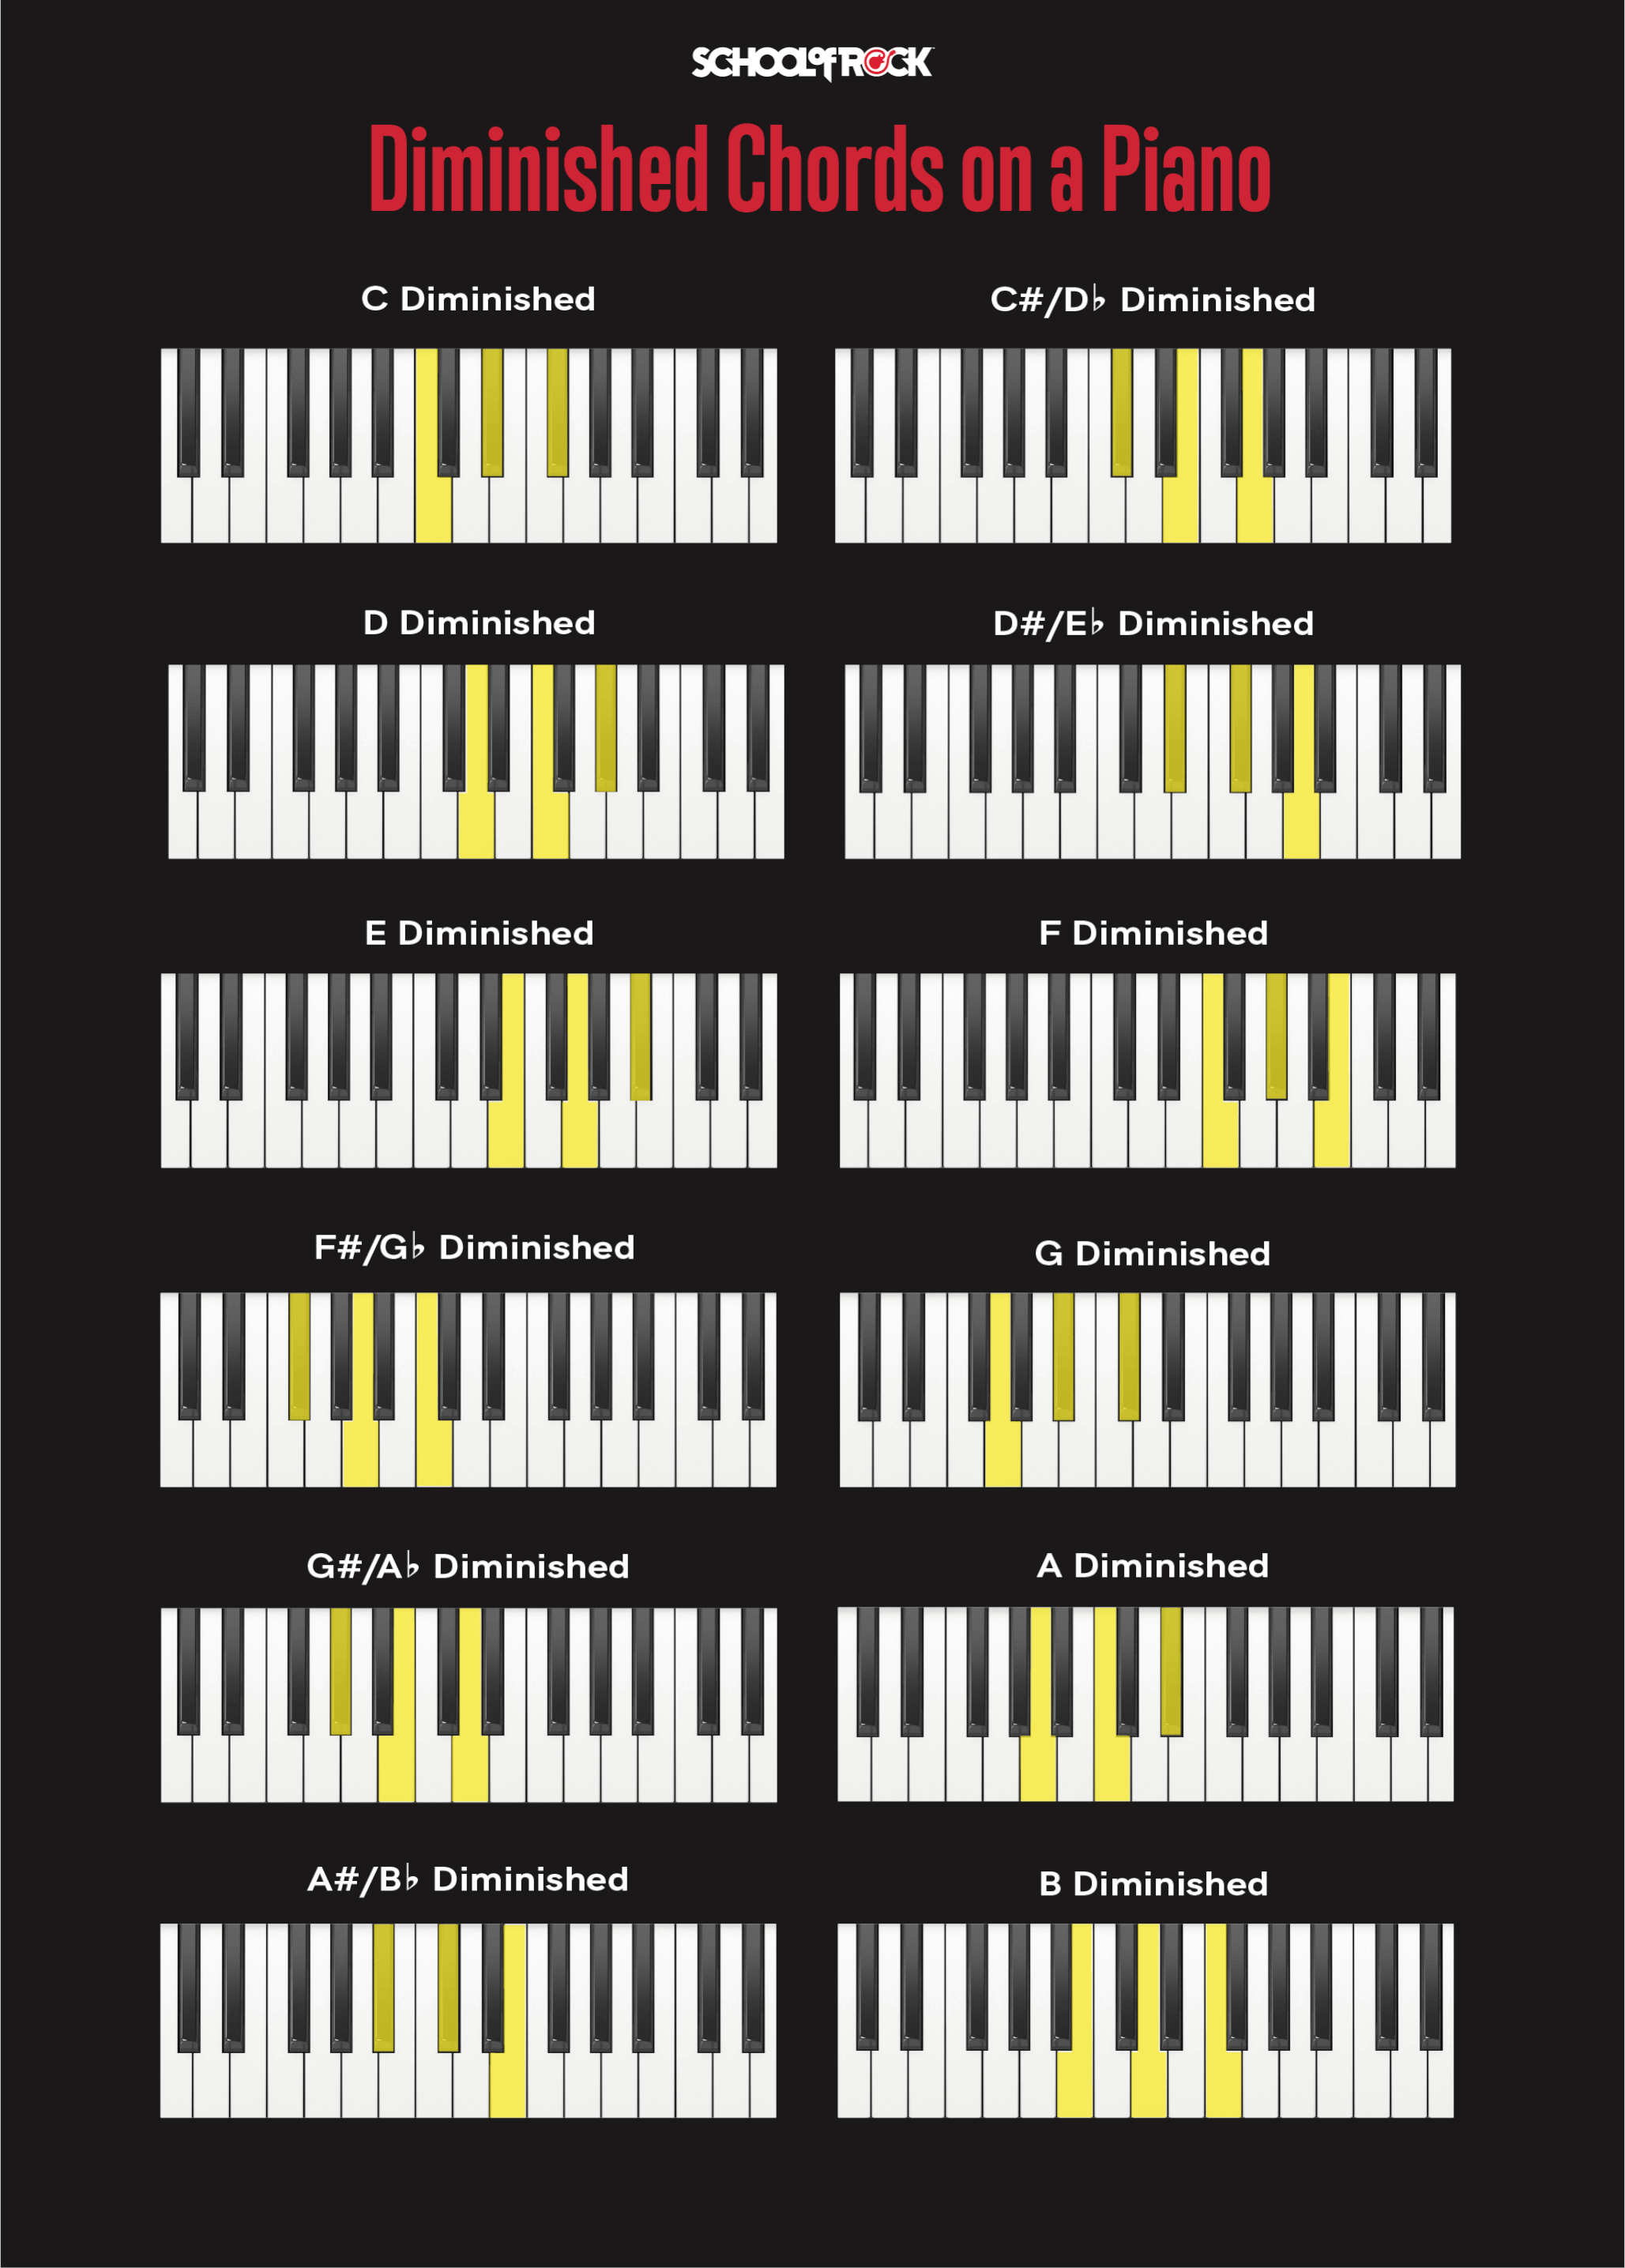 SCHOOL of ROCK
Diminished Chords on a Piano
C Diminished
C#/D♭ Diminished
D Diminished
D#/E♭ Diminished
E Diminished
F Diminished
F#/G♭ Diminished
G Diminished
G#/A♭ Diminished
A Diminished
A#/B♭ Diminished
B Diminished